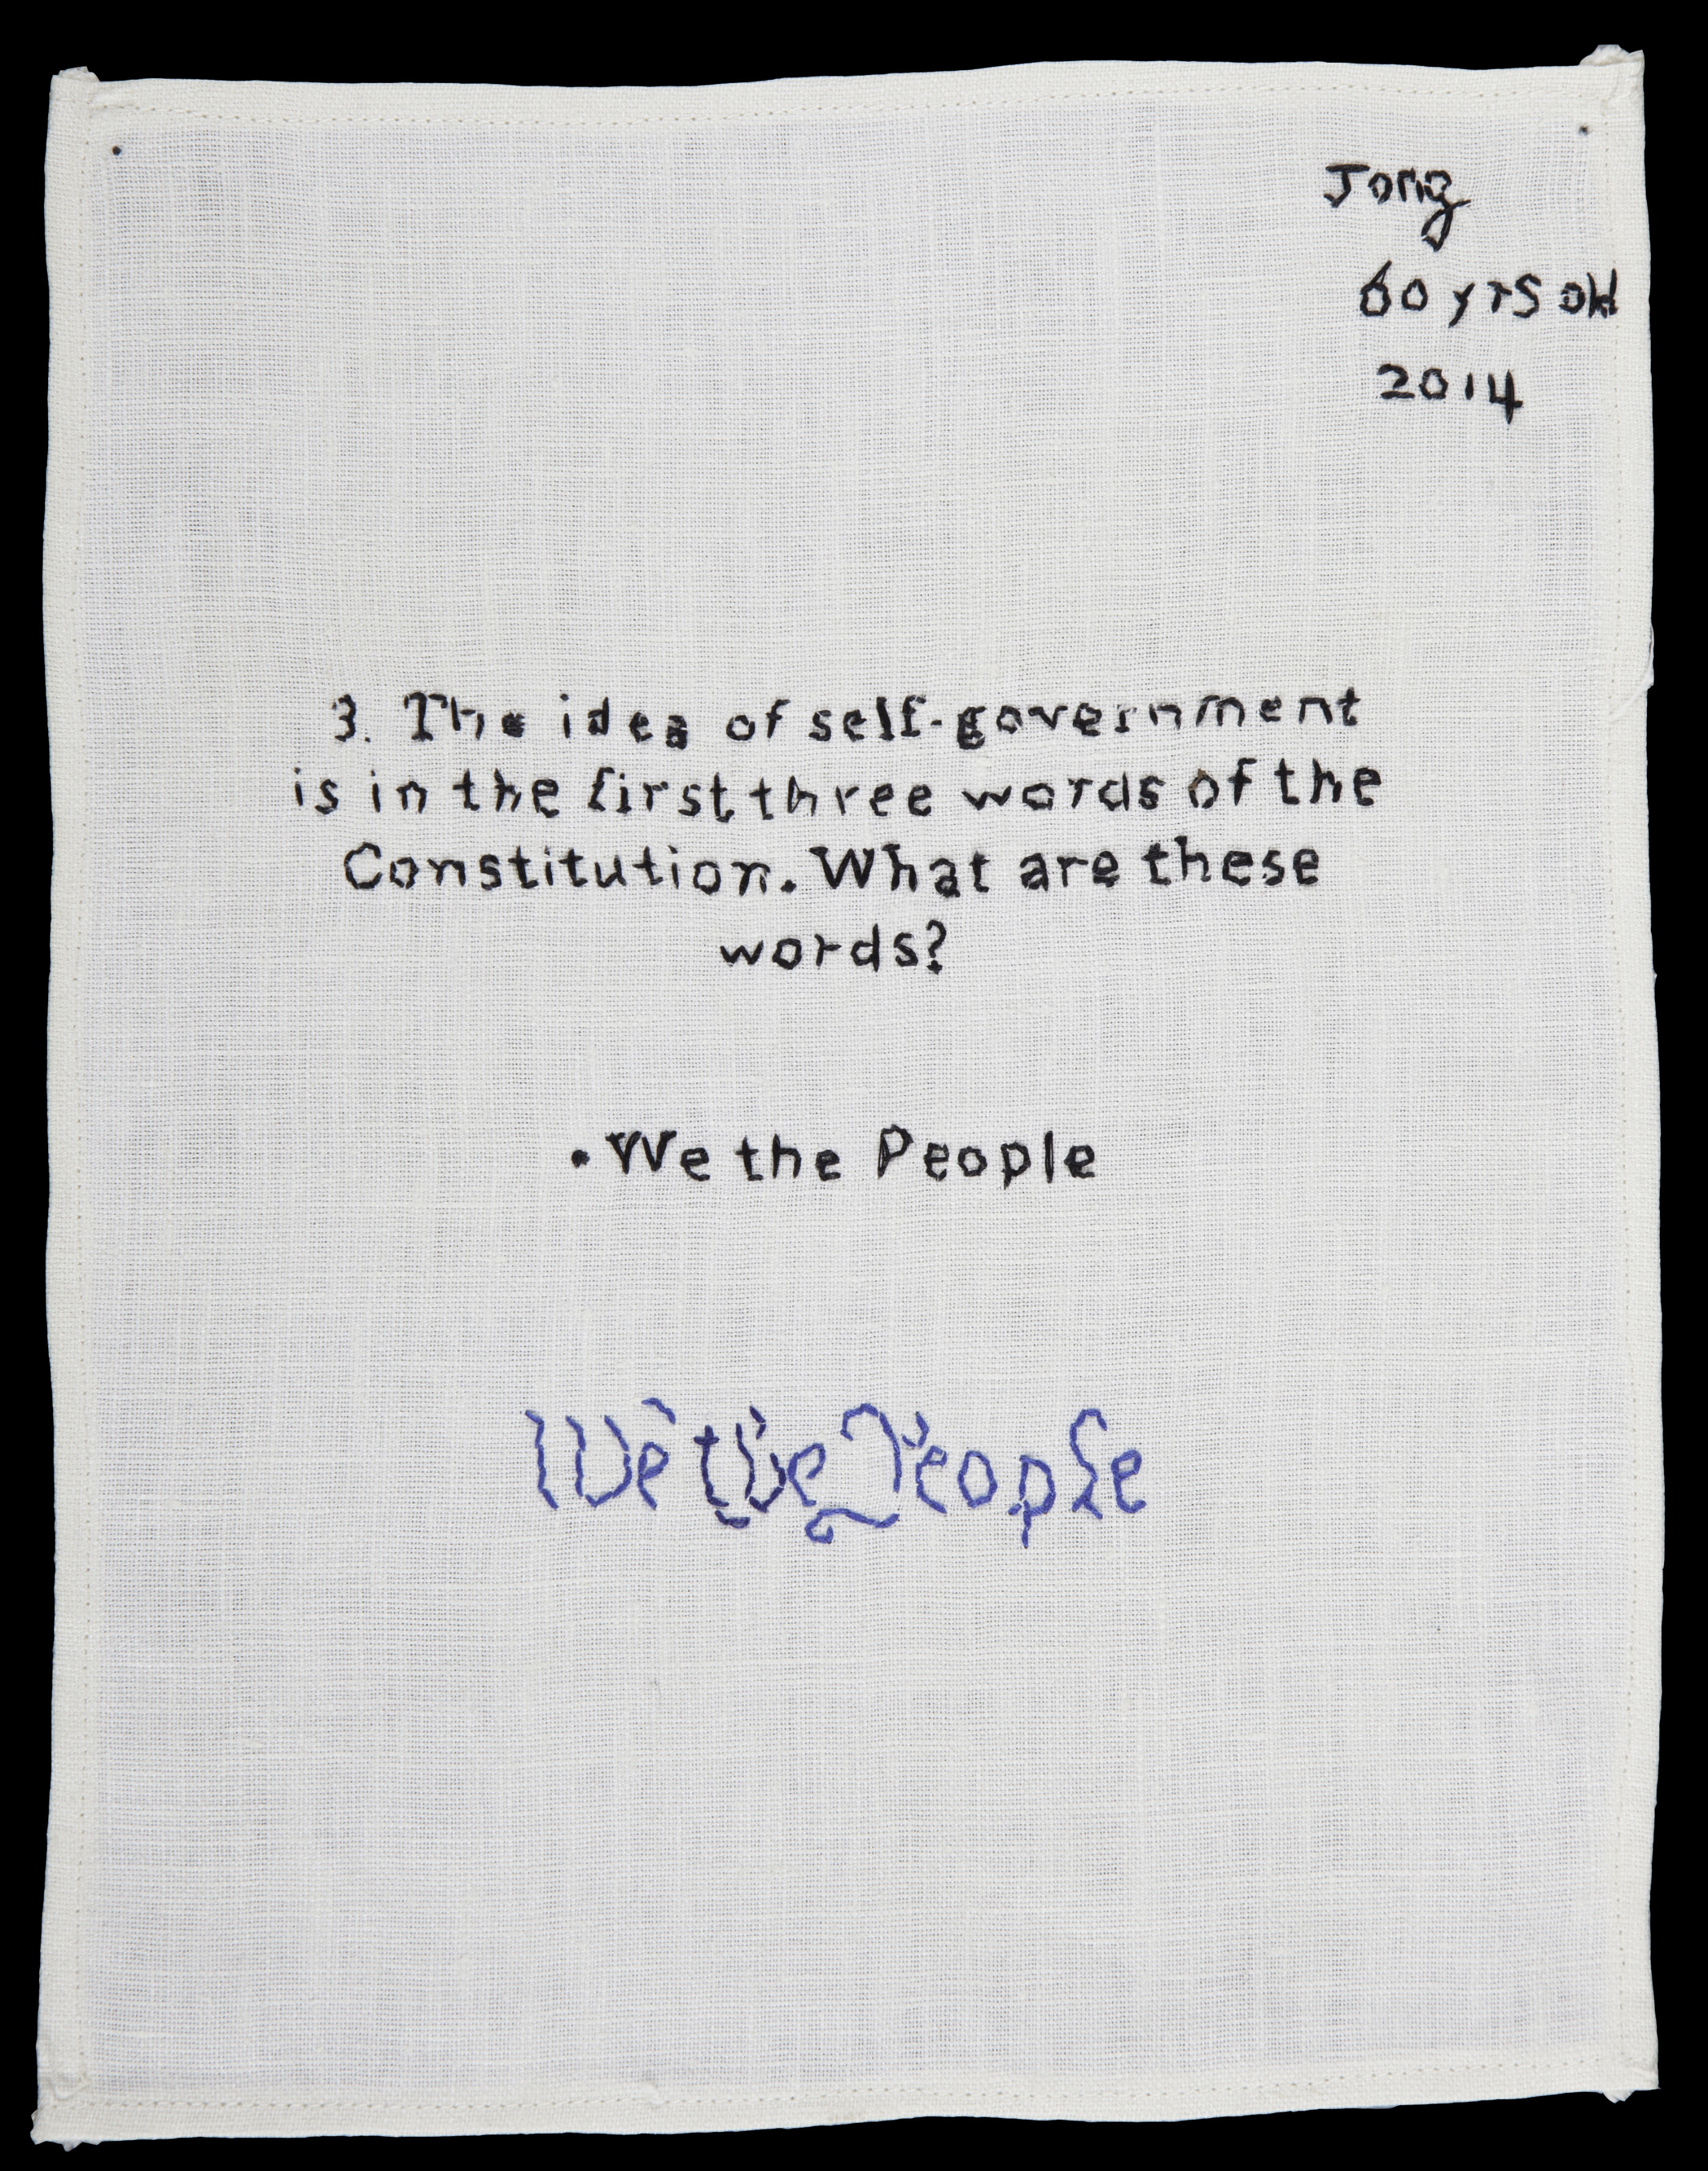 Jong
60 yrs old
2014
3. The idea of self-government
is in the first three words of the
Constitution. What are these
words?
• We the People
We the People